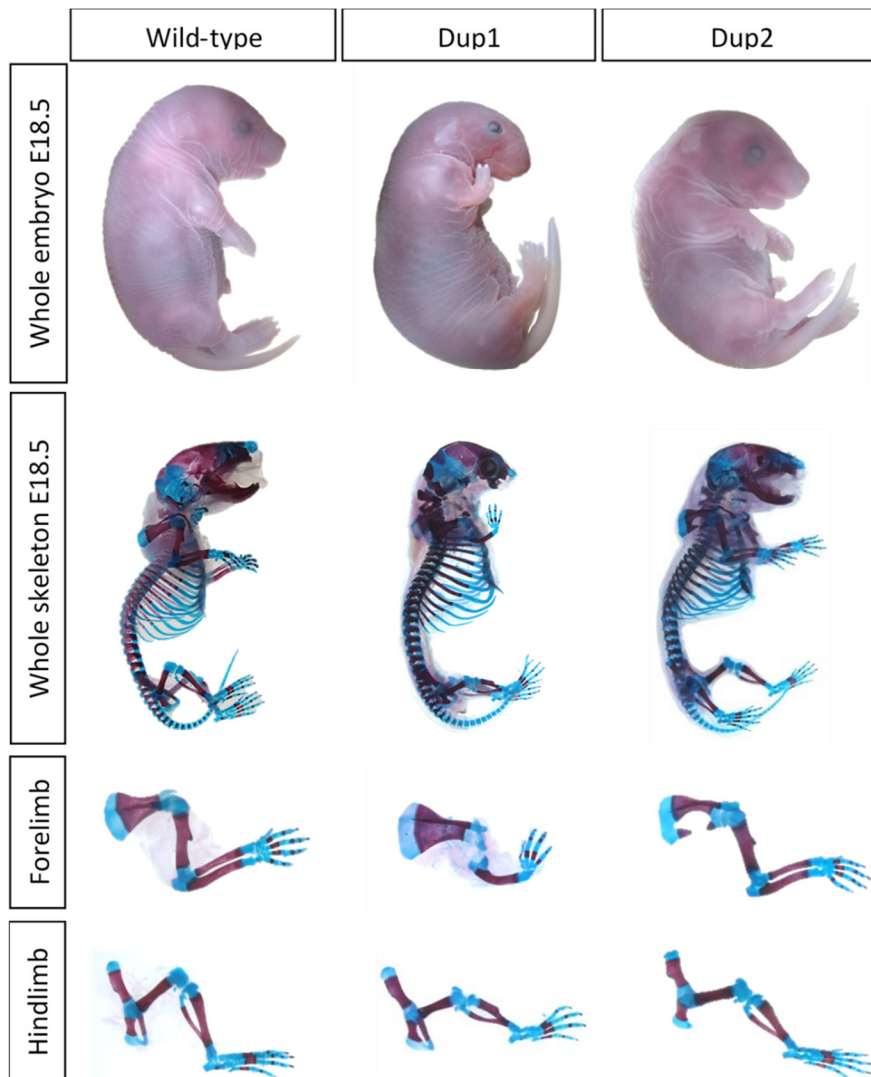 Wild-type
Dup1
Dup2
Whole embryo E18.5
Whole skeleton E18.5
Forelimb
Hindlimb